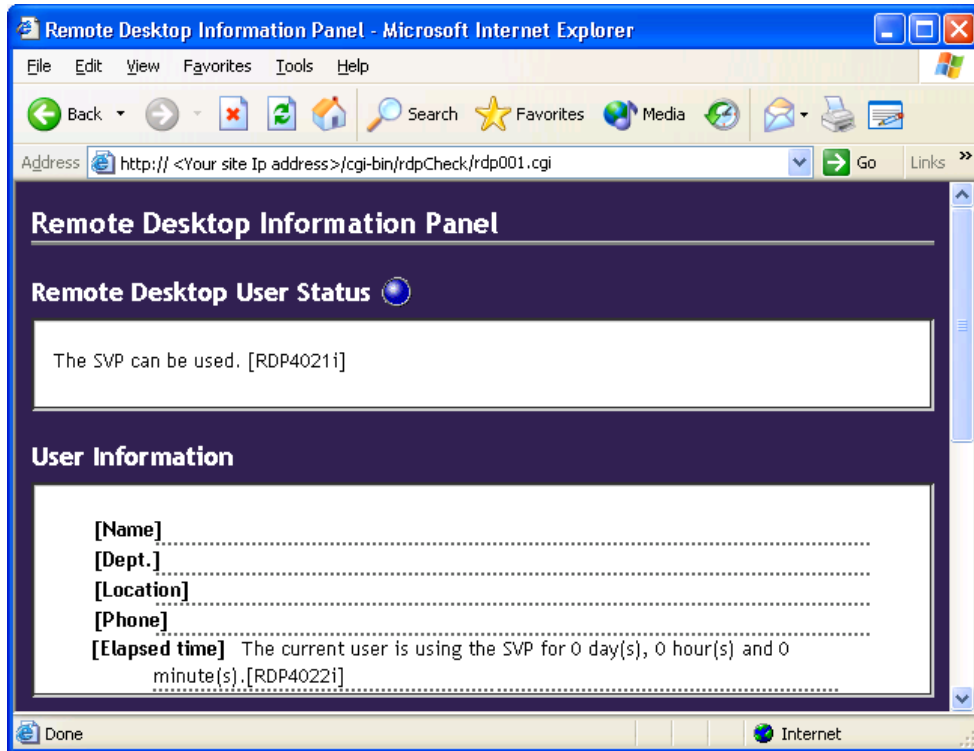 Remote Desktop Information Panel - Microsoft Internet Explorer
File Edit View Favorites Tools Help
Back Search Favorites Media
Address http:// <Your site Ip address>/cgi-bin/rdpCheck/rdp001.cgi Go Links »
Remote Desktop Information Panel
Remote Desktop User Status
The SVP can be used. [RDP4021i]
User Information
[Name]
[Dept.]
[Location]
[Phone]
[Elapsed time] The current user is using the SVP for 0 day(s), 0 hour(s) and 0
minute(s).[RDP4022i]
Done Internet